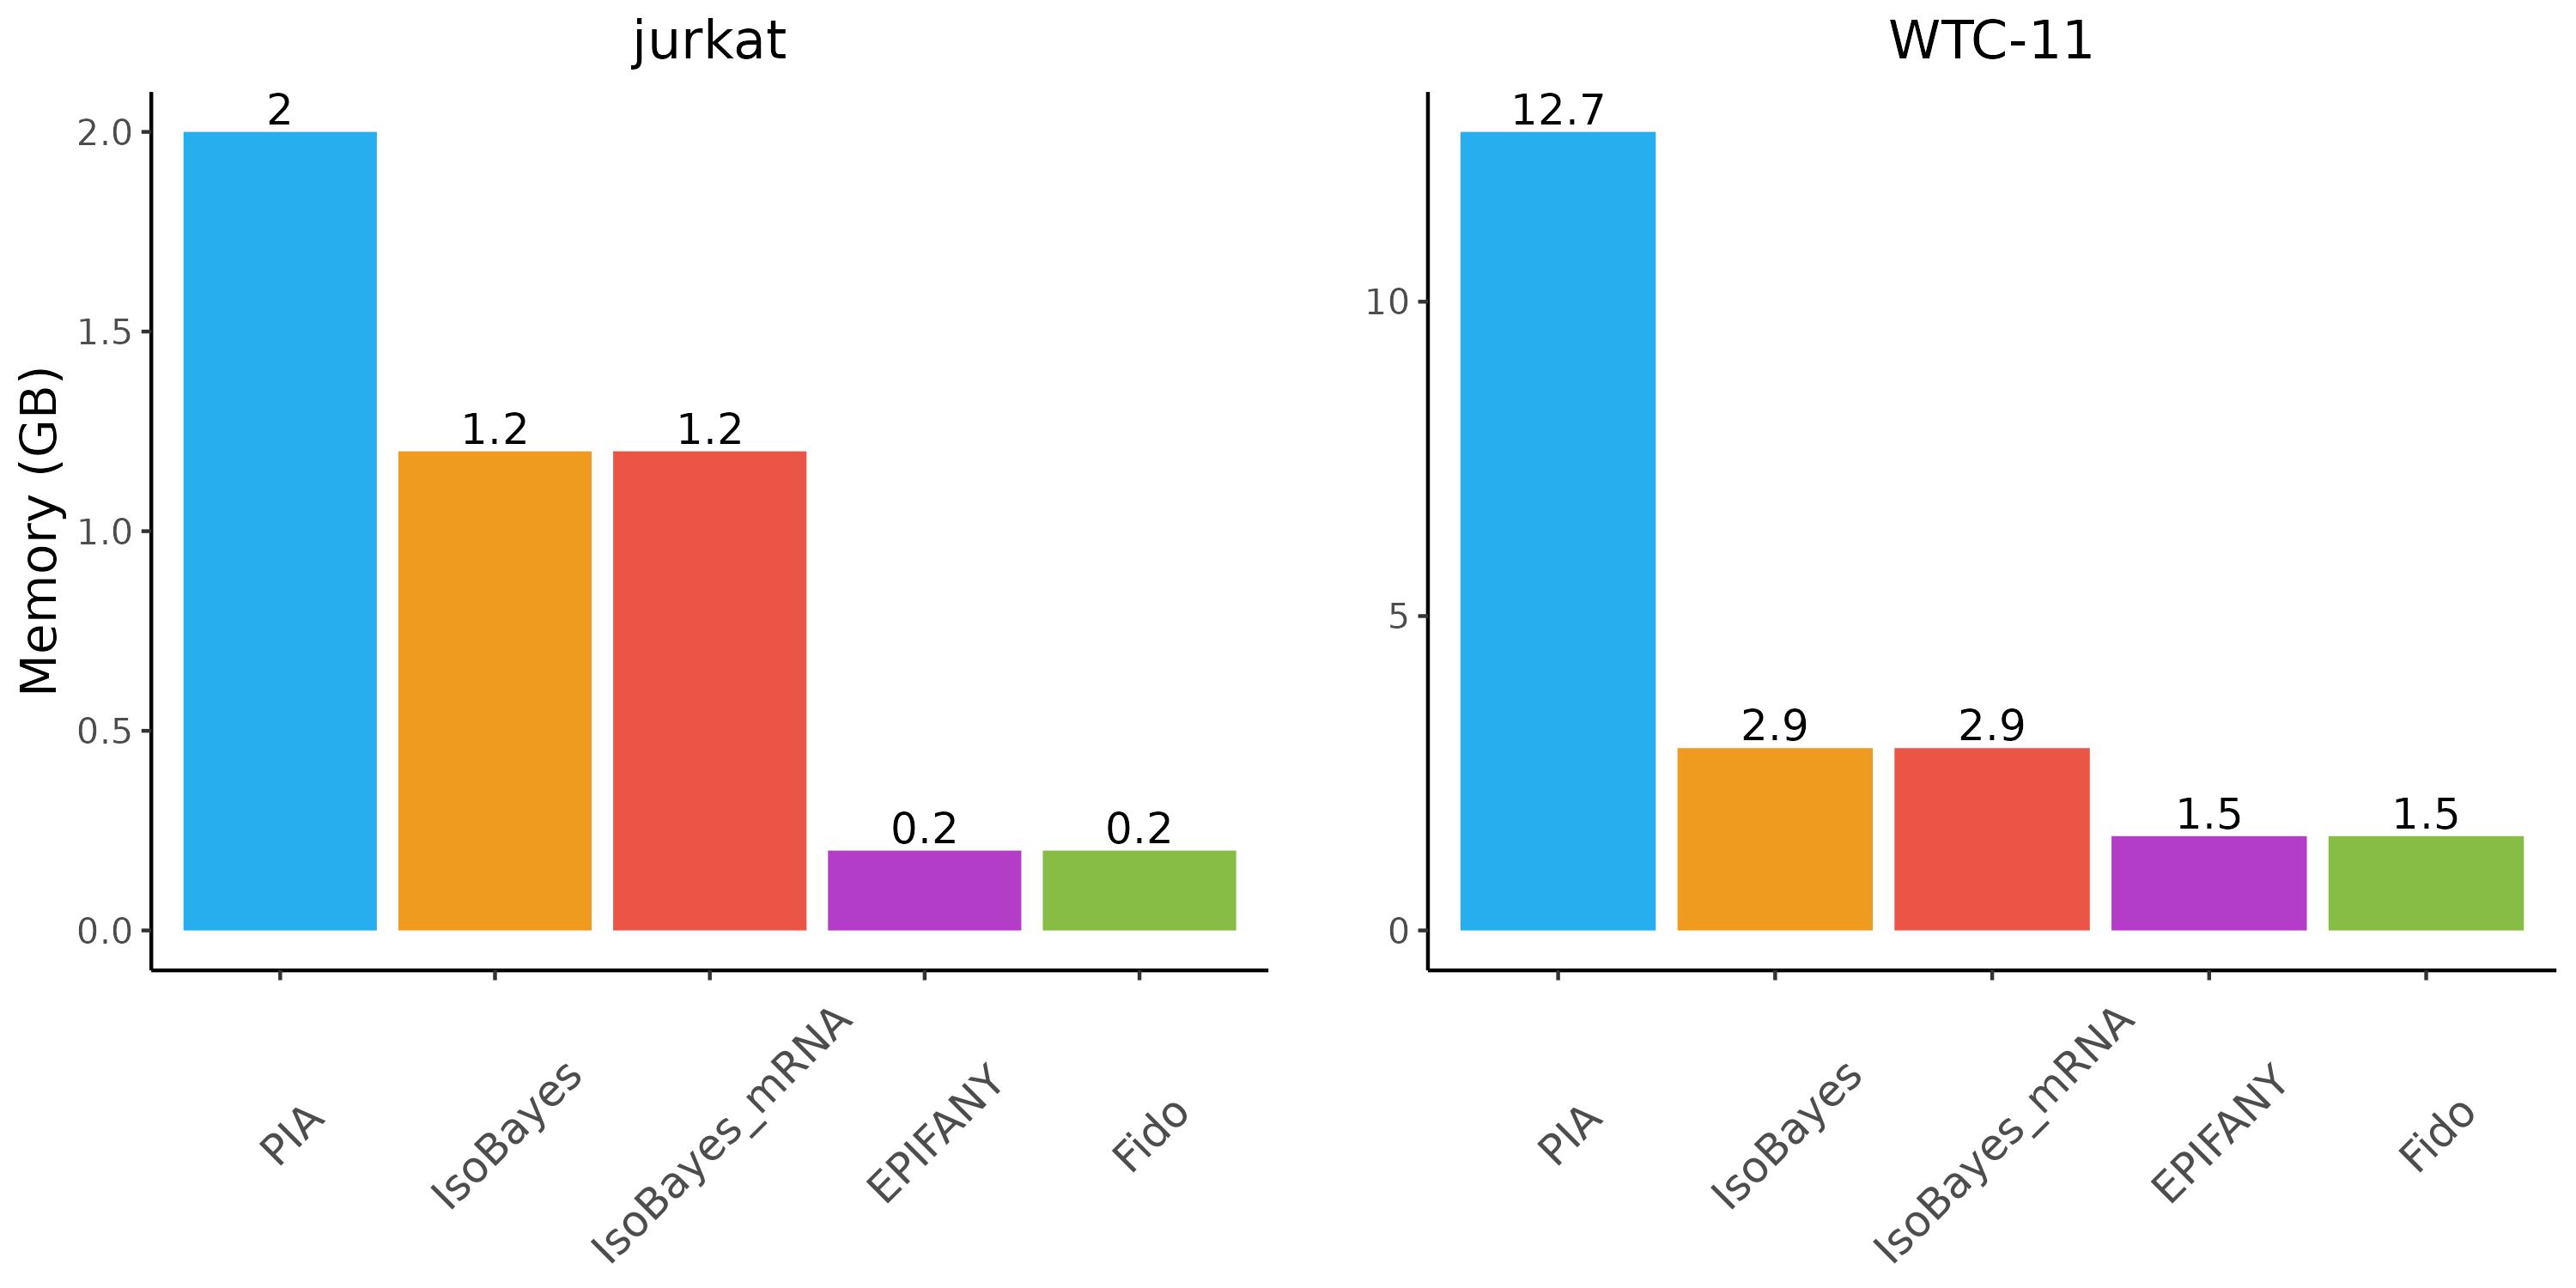 jurkat
Memory (GB)
2.0
1.5
1.0
0.5
0.0
2
1.2
1.2
0.2
0.2
PIA
IsoBayes
IsoBayes_mRNA
EPIFANY
Fido
WTC-11
10
5
0
12.7
2.9
2.9
1.5
1.5
PIA
IsoBayes
IsoBayes_mRNA
EPIFANY
Fido